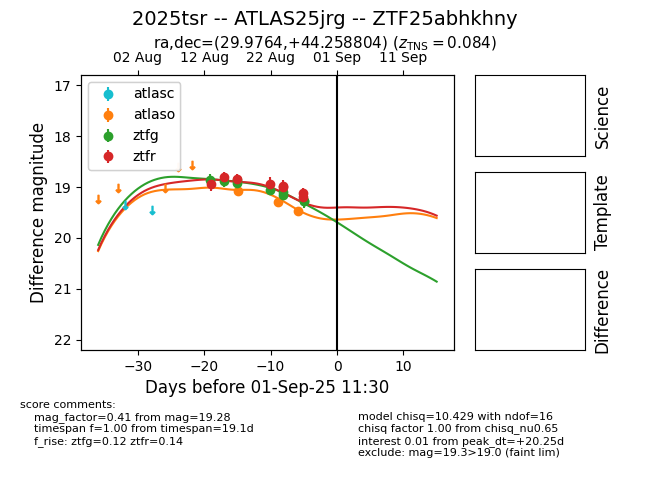 2025tsr -- ATLAS25jrg -- ZTF25abhkhny
ra,dec=(29.9764,+44.258804) (z_TNS = 0.084)
02 Aug 12 Aug 22 Aug 01 Sep 11 Sep
atlasc
atlaso
ztfg
ztfr
17
18
19
20
21
22
Difference magnitude
−30 −20 −10 0 10
Days before 01-Sep-25 11:30
Science
Template
Difference
score comments:
mag_factor=0.41 from mag=19.28
timespan f=1.00 from timespan=19.1d
f_rise: ztfg=0.12 ztfr=0.14
model chisq=10.429 with ndof=16
chisq factor 1.00 from chisq_nu0.65
interest 0.01 from peak_dt=+20.25d
exclude: mag=19.3>19.0 (faint lim)